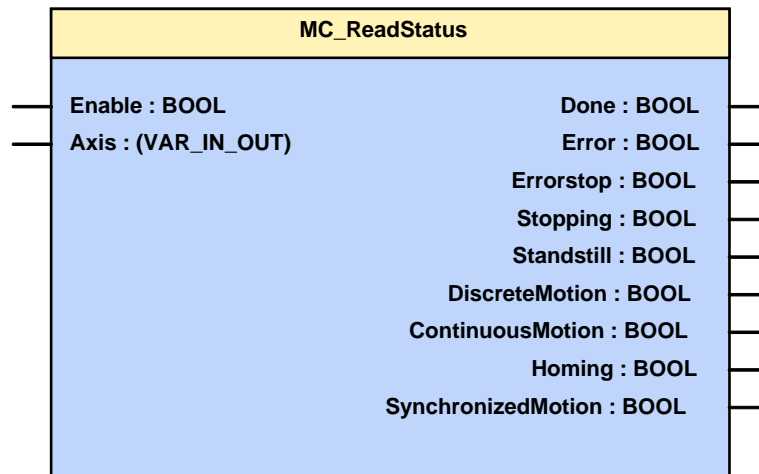 MC_ReadStatus
Enable : BOOL Done : BOOL
Axis : (VAR_IN_OUT) Error : BOOL
Errorstop : BOOL
Stopping : BOOL
Standstill : BOOL
DiscreteMotion : BOOL
ContinuousMotion : BOOL
Homing : BOOL
SynchronizedMotion : BOOL